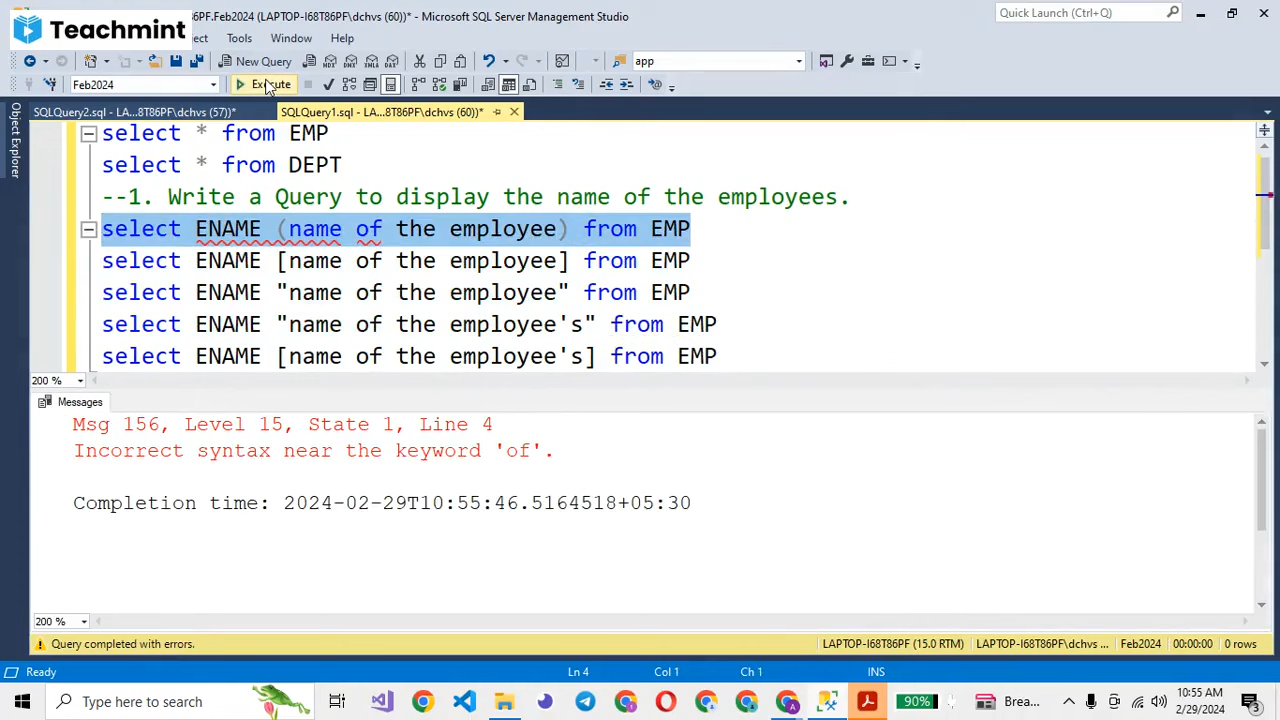 PF.Feb2024 (LAPTOP-I68T86PF\dchvs (60))* - Microsoft SQL Server Management Studio
Quick Launch (Ctrl+Q)
Teachmint
Tools Window Help
New Query
app
Feb2024
Execute
SQLQuery2.sql - LA...8T86PF\dchvs (57))*
SQLQuery1.sql - LA...8T86PF\dchvs (60))*
Object Explorer
select * from EMP
select * from DEPT
--1. Write a Query to display the name of the employees.
select ENAME (name of the employee) from EMP
select ENAME [name of the employee] from EMP
select ENAME "name of the employee" from EMP
select ENAME "name of the employee's" from EMP
select ENAME [name of the employee's] from EMP
200 %
Messages
Msg 156, Level 15, State 1, Line 4
Incorrect syntax near the keyword 'of'.
Completion time: 2024-02-29T10:55:46.5164518+05:30
200 %
Query completed with errors.
LAPTOP-I68T86PF (15.0 RTM)
LAPTOP-I68T86PF\dchvs ...
Feb2024
00:00:00
0 rows
Ready
Ln 4
Col 1
Ch 1
INS
Type here to search
90%
Brea...
10:55 AM
2/29/2024
3